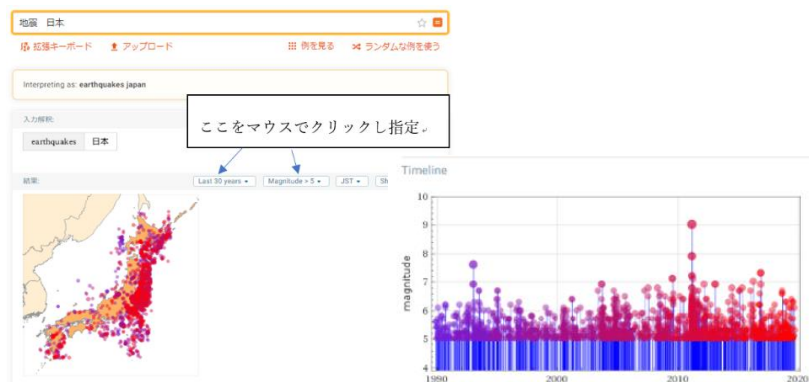 地震　日本
拡張キーボード
アップロード
例を見る
ランダムな例を使う
Interpreting as: earthquakes japan
入力解釈:
earthquakes 日本
ここをマウスでクリックし指定。
結果:
Last 30 years
Magnitude > 5
JST
Sh
Timeline
magnitude
10
9
8
7
6
5
4
1990
2000
2010
2020